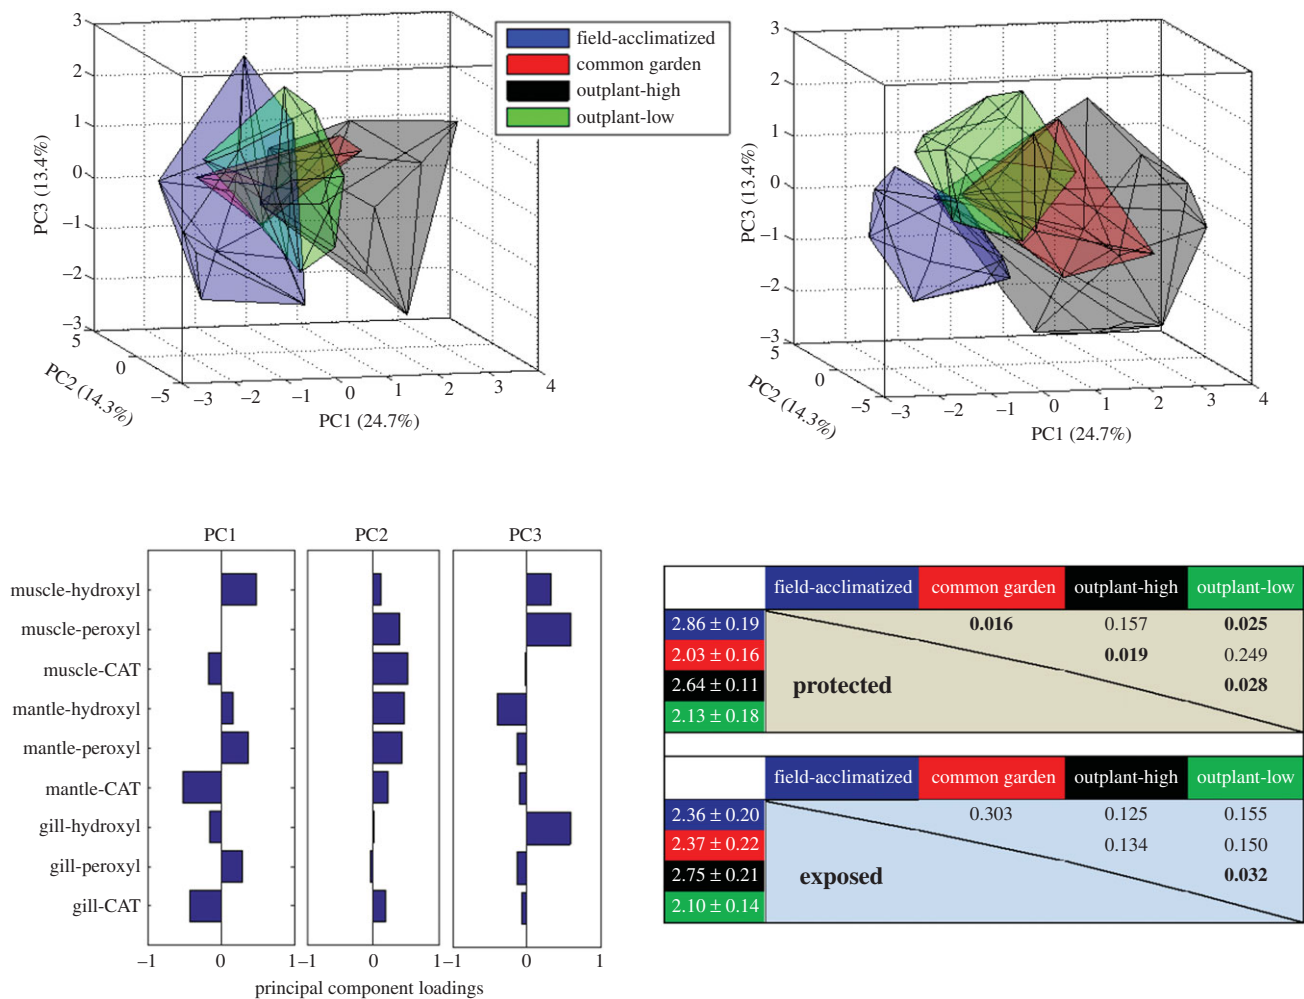 3
2
1
0
−1
−2
−3
PC3 (13.4%)
5
0
−5
PC2 (14.3%)
−3
−2
−1
0
1
2
3
4
PC1 (24.7%)
field-acclimatized
common garden
outplant-high
outplant-low
3
2
1
0
−1
−2
−3
PC3 (13.4%)
5
0
−5
PC2 (14.3%)
−3
−2
−1
0
1
2
3
4
PC1 (24.7%)
PC1 PC2 PC3
muscle-hydroxyl
muscle-peroxyl
muscle-CAT
mantle-hydroxyl
mantle-peroxyl
mantle-CAT
gill-hydroxyl
gill-peroxyl
gill-CAT
−1 0 1 −1 0 1 −1 0 1
principal component loadings
field-acclimatized common garden outplant-high outplant-low
2.86 ± 0.19 0.016 0.157 0.025
2.03 ± 0.16 0.019 0.249
2.64 ± 0.11 protected 0.028
2.13 ± 0.18
field-acclimatized common garden outplant-high outplant-low
2.36 ± 0.20 0.303 0.125 0.155
2.37 ± 0.22 0.134 0.150
2.75 ± 0.21 exposed 0.032
2.10 ± 0.14